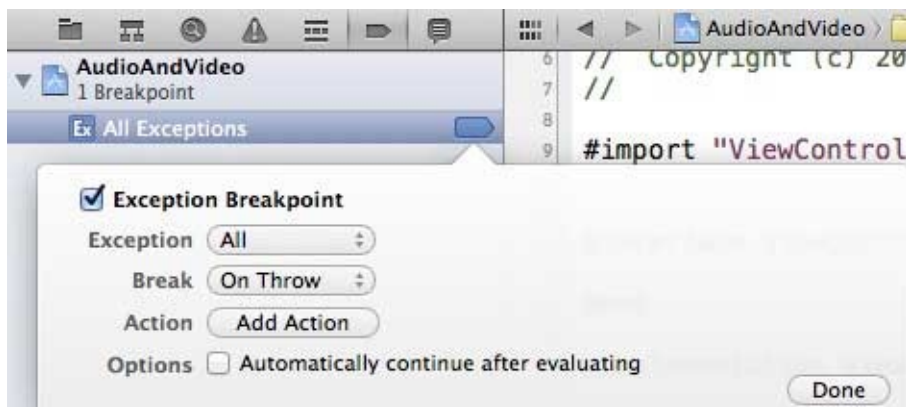 AudioAndVideo
1 Breakpoint
Ex All Exceptions
AudioAndVideo
6 // Copyright (c) 20
7 //
8
9 #import "ViewControl
Exception Breakpoint
Exception All
Break On Throw
Action Add Action
Options Automatically continue after evaluating
Done